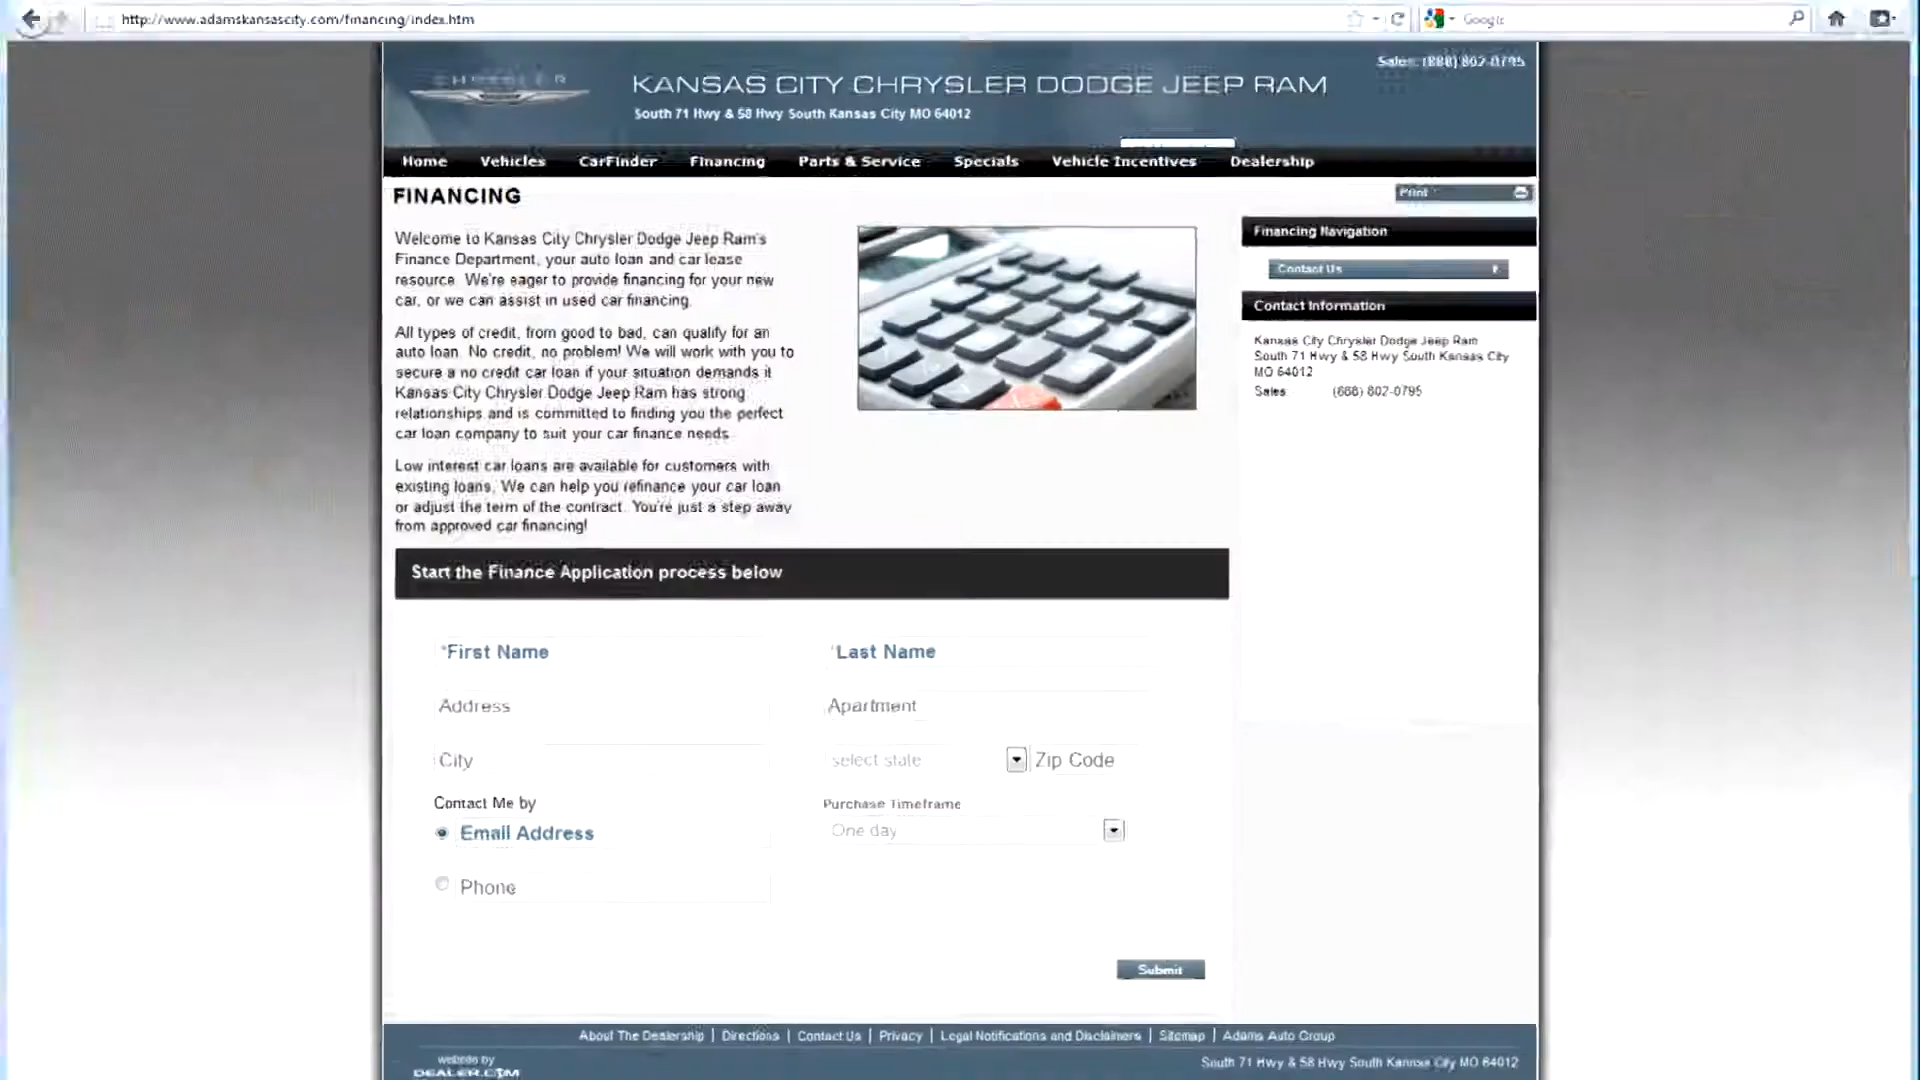 http://www.adamskansascity.com/financing/index.htm
Google
CHRYSLER
KANSAS CITY CHRYSLER DODGE JEEP RAM
South 71 Hwy & 58 Hwy South Kansas City MO 64012
Sales: (888) 802-0795
Home Vehicles CarFinder Financing Parts & Service Specials Vehicle Incentives Dealership
FINANCING
Print
Welcome to Kansas City Chrysler Dodge Jeep Ram's
Finance Department, your auto loan and car lease
resource. We're eager to provide financing for your new
car, or we can assist in used car financing.
All types of credit, from good to bad, can qualify for an
auto loan. No credit, no problem! We will work with you to
secure a no credit car loan if your situation demands it.
Kansas City Chrysler Dodge Jeep Ram has strong
relationships and is committed to finding you the perfect
car loan company to suit your car finance needs.
Low interest car loans are available for customers with
existing loans. We can help you refinance your car loan
or adjust the term of the contract. You're just a step away
from approved car financing!
Financing Navigation
Contact Us
Contact Information
Kansas City Chrysler Dodge Jeep Ram
South 71 Hwy & 58 Hwy South Kansas City
MO 64012
Sales (888) 802-0795
Start the Finance Application process below
*First Name *Last Name
Address Apartment
City select state Zip Code
Contact Me by Purchase Timeframe
Email Address One day
Phone
Submit
About The Dealership | Directions | Contact Us | Privacy | Legal Notifications and Disclaimers | Sitemap | Adams Auto Group
website by
DEALER.COM
South 71 Hwy & 58 Hwy South Kansas City MO 64012